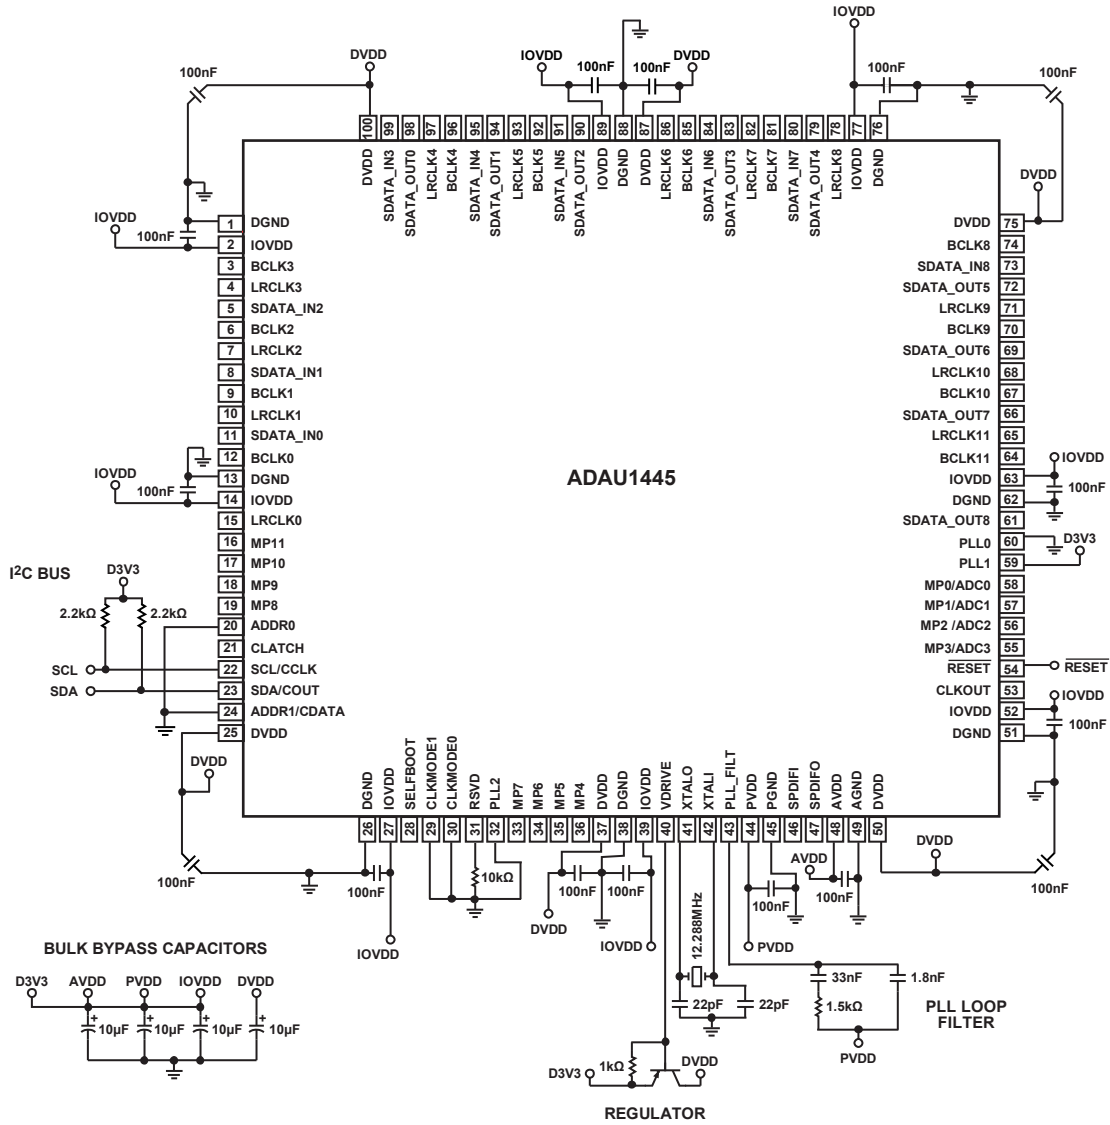 IOVDD
DVDD
100nF
IOVDD
100nF
100nF
DVDD
100nF
100nF
100
99
98
97
96
95
94
93
92
91
90
89
88
87
86
85
84
83
82
81
80
79
78
77
76
DVDD
SDATA_IN3
SDATA_OUT0
LRCLK4
BCLK4
SDATA_IN4
SDATA_OUT1
LRCLK5
BCLK5
SDATA_IN5
SDATA_OUT2
IOVDD
DGND
DVDD
LRCLK6
BCLK6
SDATA_IN6
SDATA_OUT3
LRCLK7
BCLK7
SDATA_IN7
SDATA_OUT4
LRCLK8
IOVDD
DGND
IOVDD
100nF
1 DGND
2 IOVDD
3 BCLK3
4 LRCLK3
5 SDATA_IN2
6 BCLK2
7 LRCLK2
8 SDATA_IN1
9 BCLK1
10 LRCLK1
11 SDATA_IN0
12 BCLK0
13 DGND
IOVDD
100nF
14 IOVDD
15 LRCLK0
16 MP11
17 MP10
18 MP9
19 MP8
20 ADDR0
21 CLATCH
22 SCL/CCLK
23 SDA/COUT
24 ADDR1/CDATA
25 DVDD
I2C BUS
D3V3
2.2kΩ
2.2kΩ
SCL
SDA
DVDD
100nF
ADAU1445
DVDD
DVDD 75
BCLK8 74
SDATA_IN8 73
SDATA_OUT5 72
LRCLK9 71
BCLK9 70
SDATA_OUT6 69
LRCLK10 68
BCLK10 67
SDATA_OUT7 66
LRCLK11 65
BCLK11 64
IOVDD 63
DGND 62
SDATA_OUT8 61
PLL0 60
PLL1 59
MP0/ADC0 58
MP1/ADC1 57
MP2 /ADC2 56
MP3/ADC3 55
RESET 54
CLKOUT 53
IOVDD 52
DGND 51
IOVDD
100nF
D3V3
RESET
IOVDD
100nF
DGND
IOVDD
SELFBOOT
CLKMODE1
CLKMODE0
RSVD
PLL2
MP7
MP6
MP5
MP4
DVDD
DGND
IOVDD
VDRIVE
XTALO
XTALI
PLL_FILT
PVDD
PGND
SPDIFI
SPDIFO
AVDD
AGND
DVDD
26
27
28
29
30
31
32
33
34
35
36
37
38
39
40
41
42
43
44
45
46
47
48
49
50
100nF
IOVDD
10kΩ
100nF
100nF
DVDD
IOVDD
12.288MHz
22pF
22pF
100nF
PVDD
AVDD
100nF
DVDD
100nF
33nF
1.8nF
1.5kΩ
PVDD
PLL LOOP
FILTER
BULK BYPASS CAPACITORS
D3V3
AVDD
PVDD
IOVDD
DVDD
+
+
+
+
10µF
10µF
10µF
10µF
1kΩ
D3V3
DVDD
REGULATOR